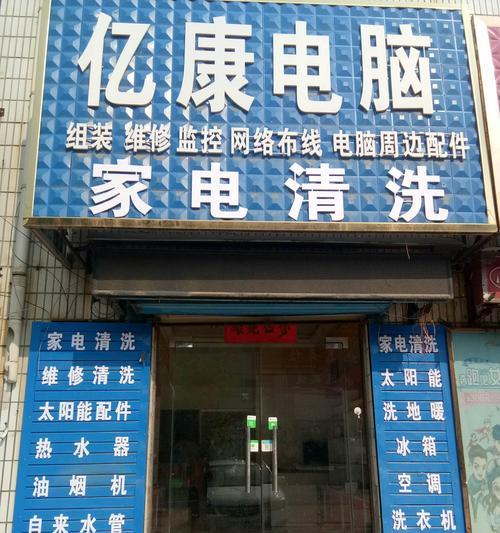 亿康电脑
组装 维修 监控 网络布线 电脑周边配件
家电清洗
家电清洗
维修清洗
太阳能配件
热水器
油烟机
自来水管
家电清洗
太阳能
洗地暖
冰箱
空调
洗衣机